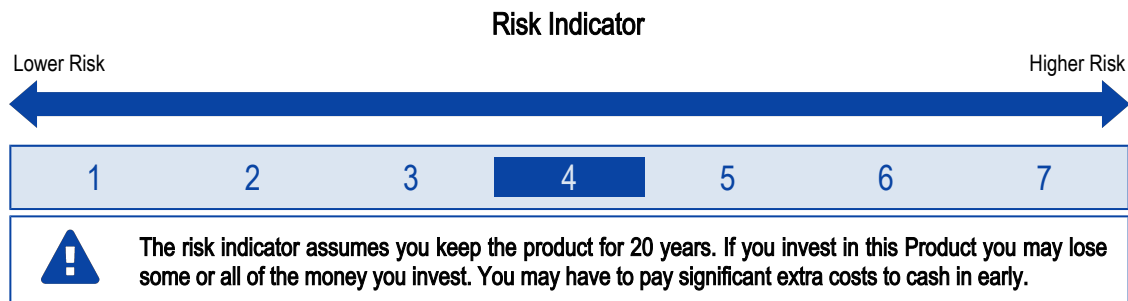 Risk Indicator
Lower Risk Higher Risk
1 2 3 4 5 6 7
The risk indicator assumes you keep the product for 20 years. If you invest in this Product you may lose
some or all of the money you invest. You may have to pay significant extra costs to cash in early.